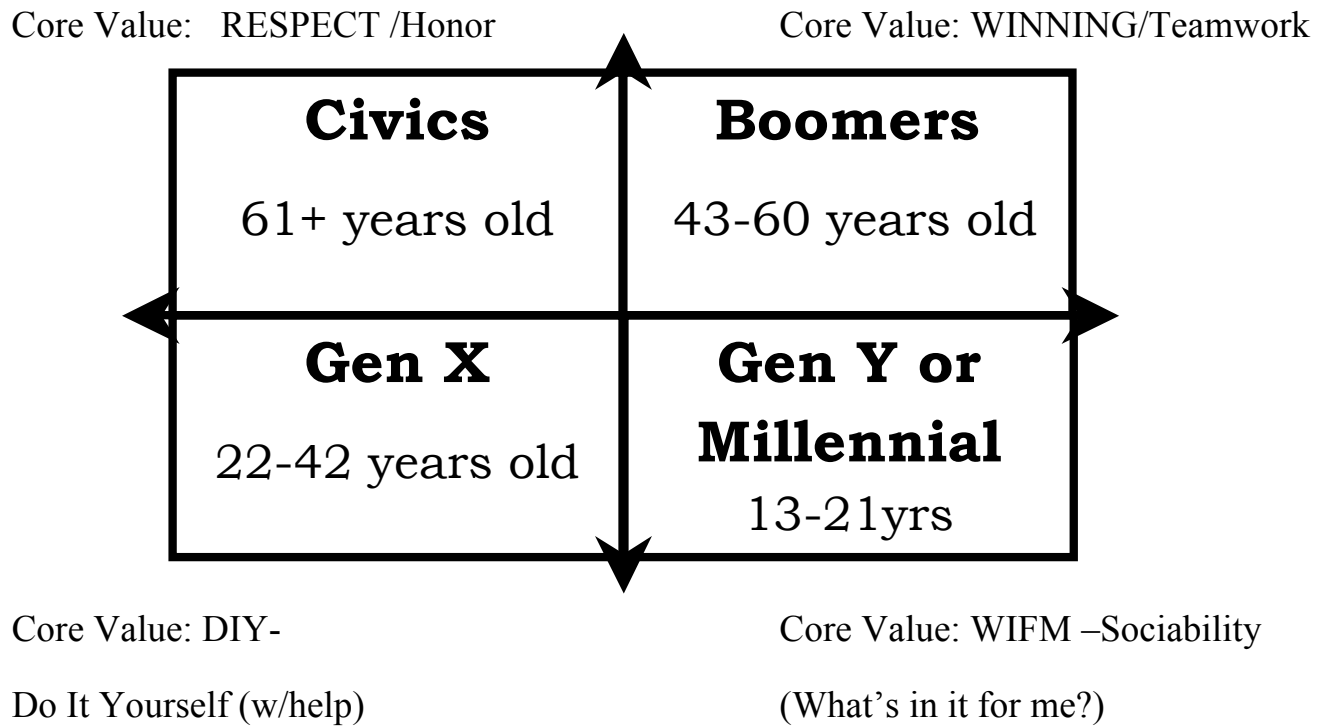 Core Value: RESPECT /Honor
Core Value: WINNING/Teamwork
Civics
61+ years old
Boomers
43-60 years old
Gen X
22-42 years old
Gen Y or
Millennial
13-21yrs
Core Value: DIY-
Do It Yourself (w/help)
Core Value: WIFM –Sociability
(What’s in it for me?)